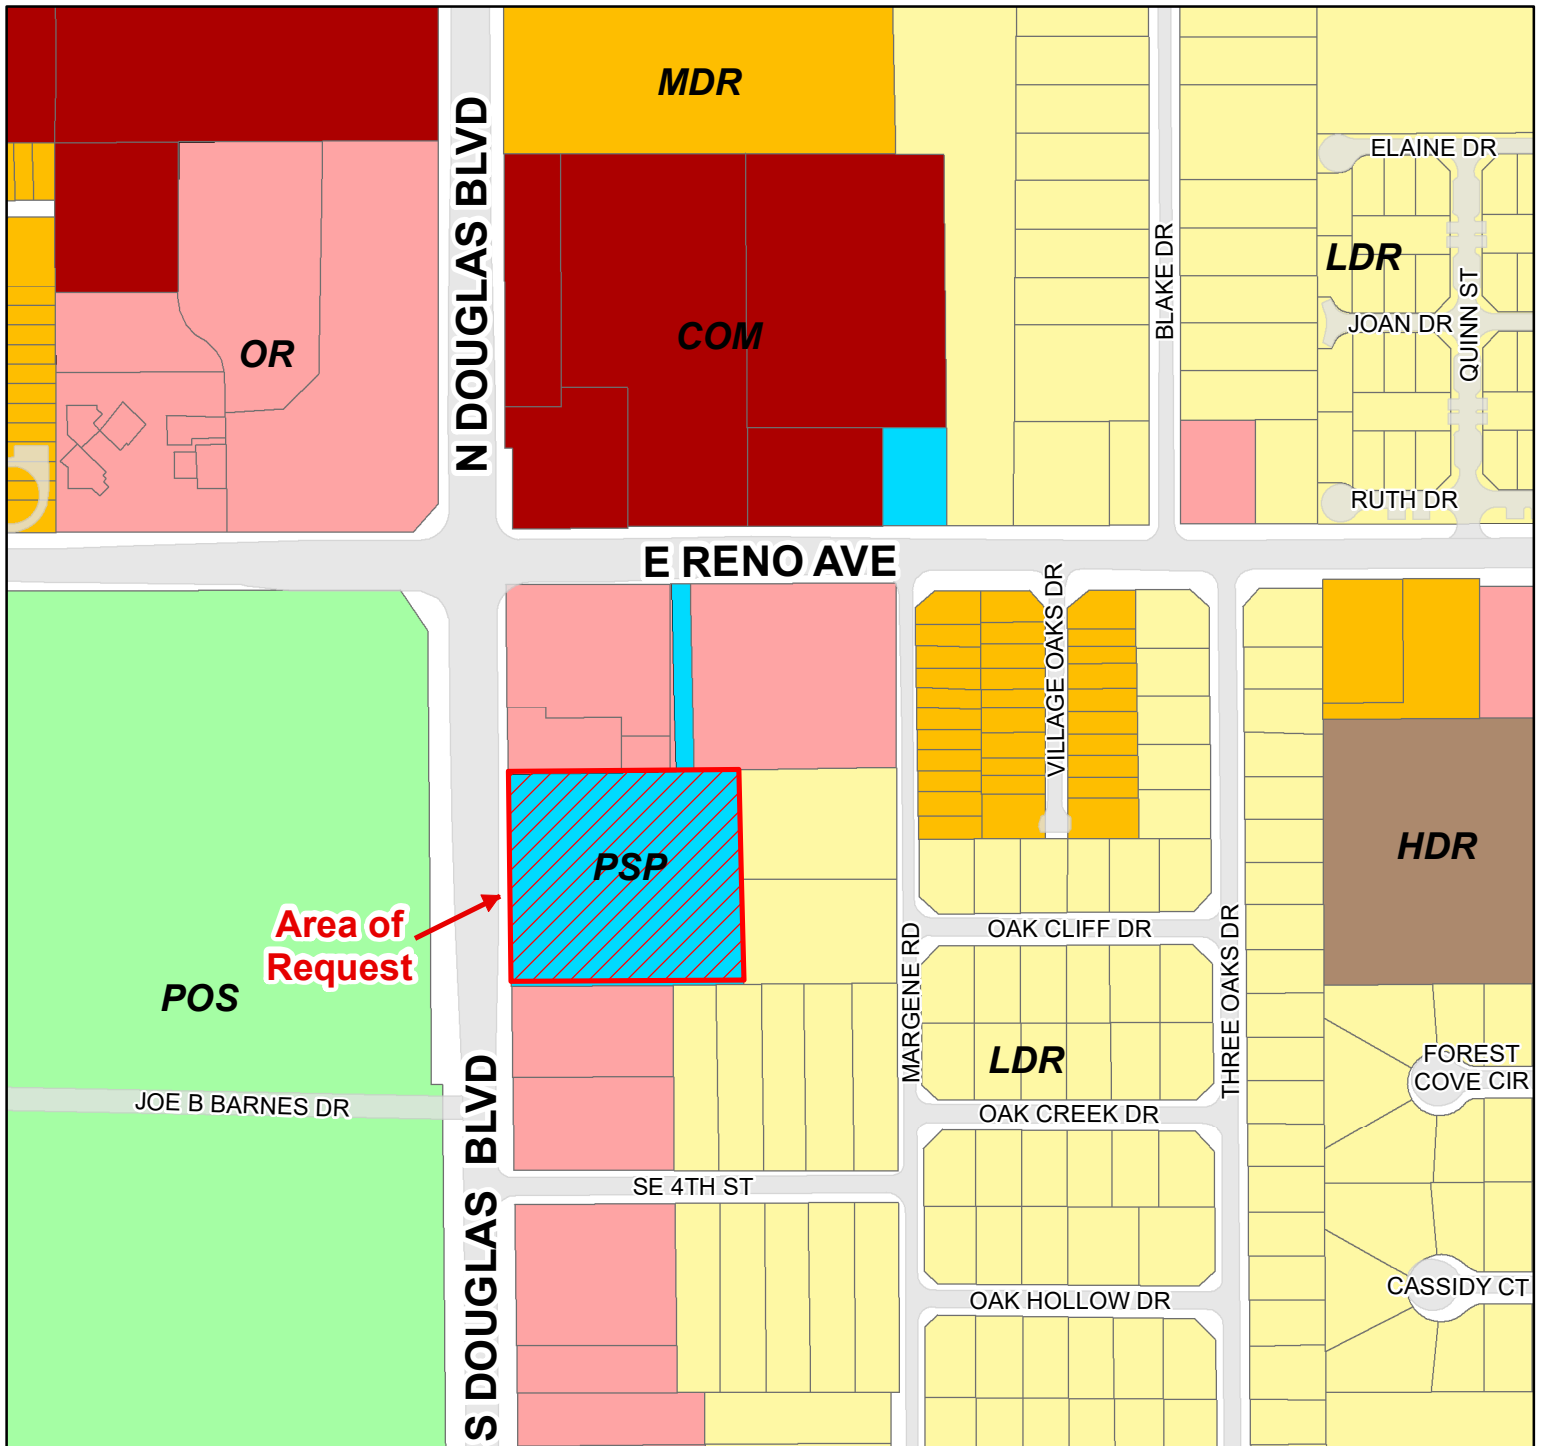 MDR
N DOUGLAS BLVD
ELAINE DR
BLAKE DR
LDR
QUINN ST
JOAN DR
COM
OR
RUTH DR
E RENO AVE
VILLAGE OAKS DR
PSP
HDR
Area of
Request
OAK CLIFF DR
MARGENE RD
THREE OAKS DR
POS
LDR
FOREST
COVE CIR
JOE B BARNES DR
OAK CREEK DR
S DOUGLAS BLVD
SE 4TH ST
CASSIDY CT
OAK HOLLOW DR